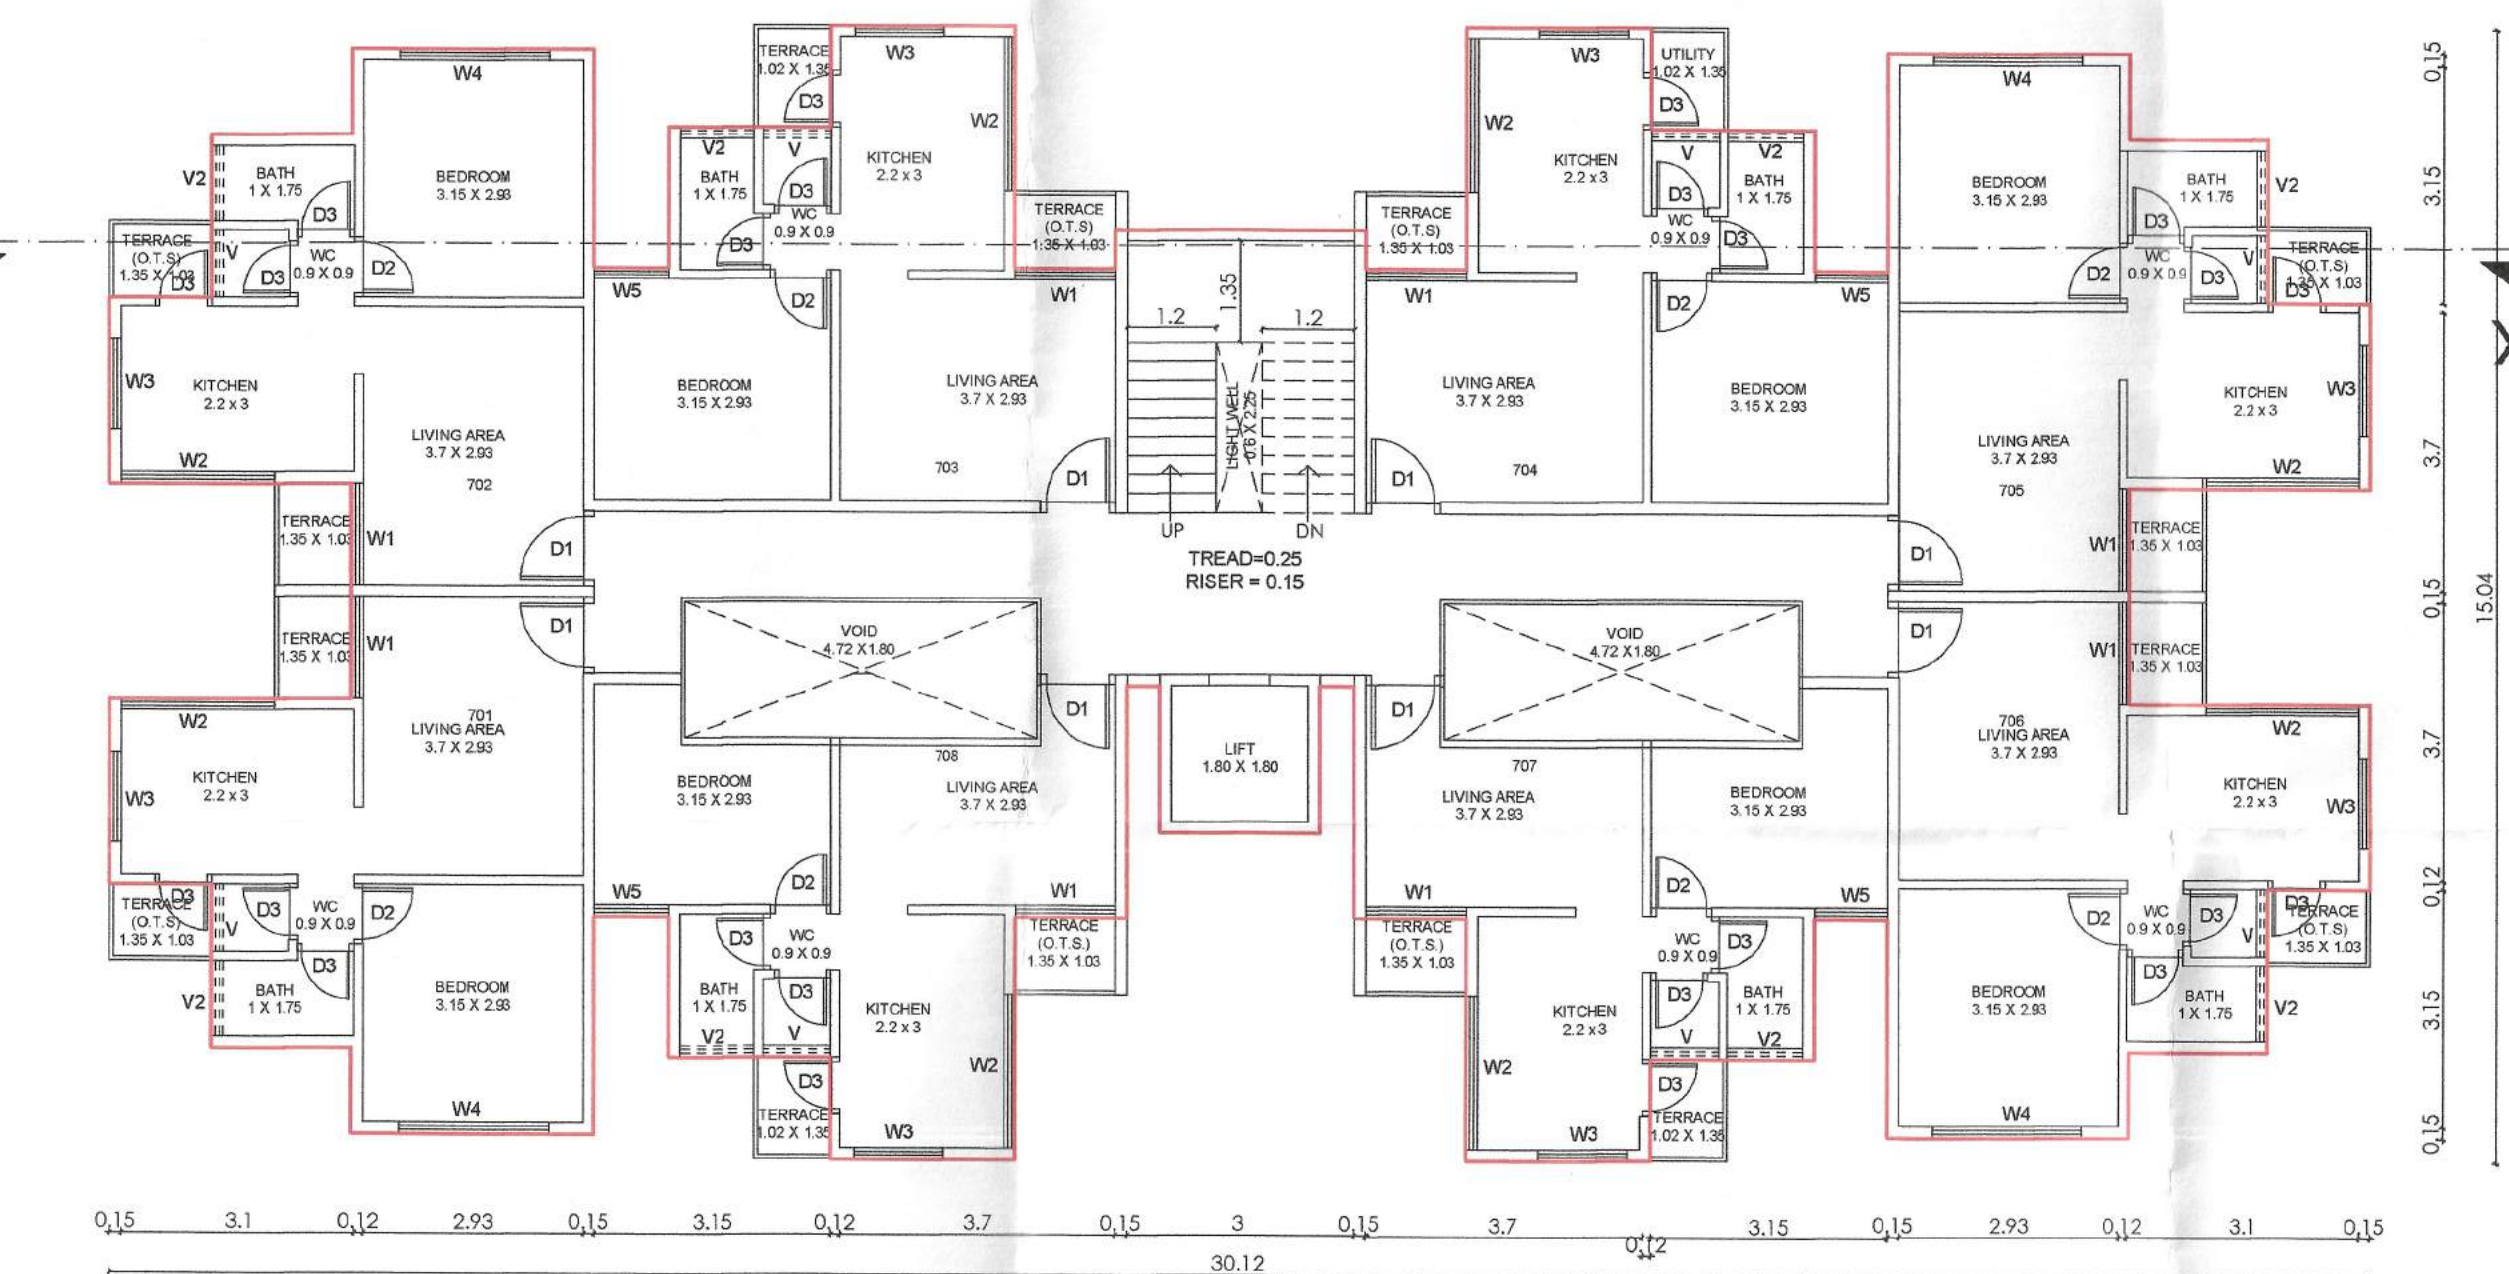 TERRACE
1.02 X 1.35
D3
W3
W2
KITCHEN
2.2 x 3
V2
V
BATH
1 X 1.75
D3
WC
0.9 X 0.9
D3
TERRACE
(O.T.S)
1.35 X 1.03
W5
D2
W1
BEDROOM
3.15 X 2.93
LIVING AREA
3.7 X 2.93
703
D1
W4
BEDROOM
3.15 X 2.93
V2
BATH
1 X 1.75
D3
TERRACE
(O.T.S)
1.35 X 1.03
D3
V
D3
WC
0.9 X 0.9
D2
W3
KITCHEN
2.2 x 3
W2
LIVING AREA
3.7 X 2.93
702
TERRACE
1.35 X 1.03
W1
D1
1.35
1.2
1.2
LIGHT WELL
0.6 X 2.25
UP
DN
TREAD=0.25
RISER = 0.15
W3
UTILITY
1.02 X 1.35
D3
W2
KITCHEN
2.2 x 3
V
V2
D3
BATH
1 X 1.75
WC
0.9 X 0.9
D3
TERRACE
(O.T.S)
1.35 X 1.03
W1
D2
W5
LIVING AREA
3.7 X 2.93
BEDROOM
3.15 X 2.93
704
D1
W4
BEDROOM
3.15 X 2.93
BATH
1 X 1.75
V2
D3
D2
WC
0.9 X 0.9
D3
V
TERRACE
(O.T.S)
1.35 X 1.03
D3
KITCHEN
2.2 x 3
W3
W2
LIVING AREA
3.7 X 2.93
705
W1
TERRACE
1.35 X 1.03
D1
TERRACE
1.35 X 1.03
W1
D1
W2
701
LIVING AREA
3.7 X 2.93
KITCHEN
2.2 x 3
W3
D3
TERRACE
(O.T.S)
1.35 X 1.03
V
D3
WC
0.9 X 0.9
D2
D3
V2
BATH
1 X 1.75
BEDROOM
3.15 X 2.93
W4
VOID
4.72 X1.80
D1
708
BEDROOM
3.15 X 2.93
LIVING AREA
3.7 X 2.93
W5
D2
W1
D3
WC
0.9 X 0.9
TERRACE
(O.T.S.)
1.35 X 1.03
BATH
1 X 1.75
D3
V2
V
KITCHEN
2.2 x 3
W2
D3
TERRACE
1.02 X 1.35
W3
LIFT
1.80 X 1.80
VOID
4.72 X1.80
D1
707
LIVING AREA
3.7 X 2.93
BEDROOM
3.15 X 2.93
W1
D2
W5
TERRACE
(O.T.S.)
1.35 X 1.03
WC
0.9 X 0.9
D3
D3
BATH
1 X 1.75
KITCHEN
2.2 x 3
V
V2
W2
D3
TERRACE
1.02 X 1.35
W3
D1
W1
TERRACE
1.35 X 1.03
706
LIVING AREA
3.7 X 2.93
W2
KITCHEN
2.2 x 3
W3
D2
WC
0.9 X 0.9
D3
V
D3
TERRACE
(O.T.S)
1.35 X 1.03
D3
BATH
1 X 1.75
V2
BEDROOM
3.15 X 2.93
W4
0,15
3.15
3.7
0,15
15.04
3.7
0,12
3.15
0,15
0,15 3.1 0,12 2.93 0,15 3.15 0,12 3.7 0,15 3 0,15 3.7 0,12 3.15 0,15 2.93 0,12 3.1 0,15
30.12